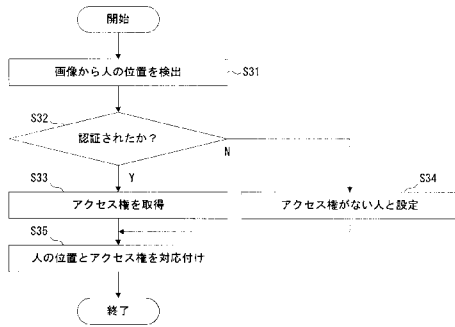 開始
画像から人の位置を検出
S31
S32
認証されたか？
N
Y
S33
アクセス権を取得
S34
アクセス権がない人と設定
S35
人の位置とアクセス権を対応付け
終了